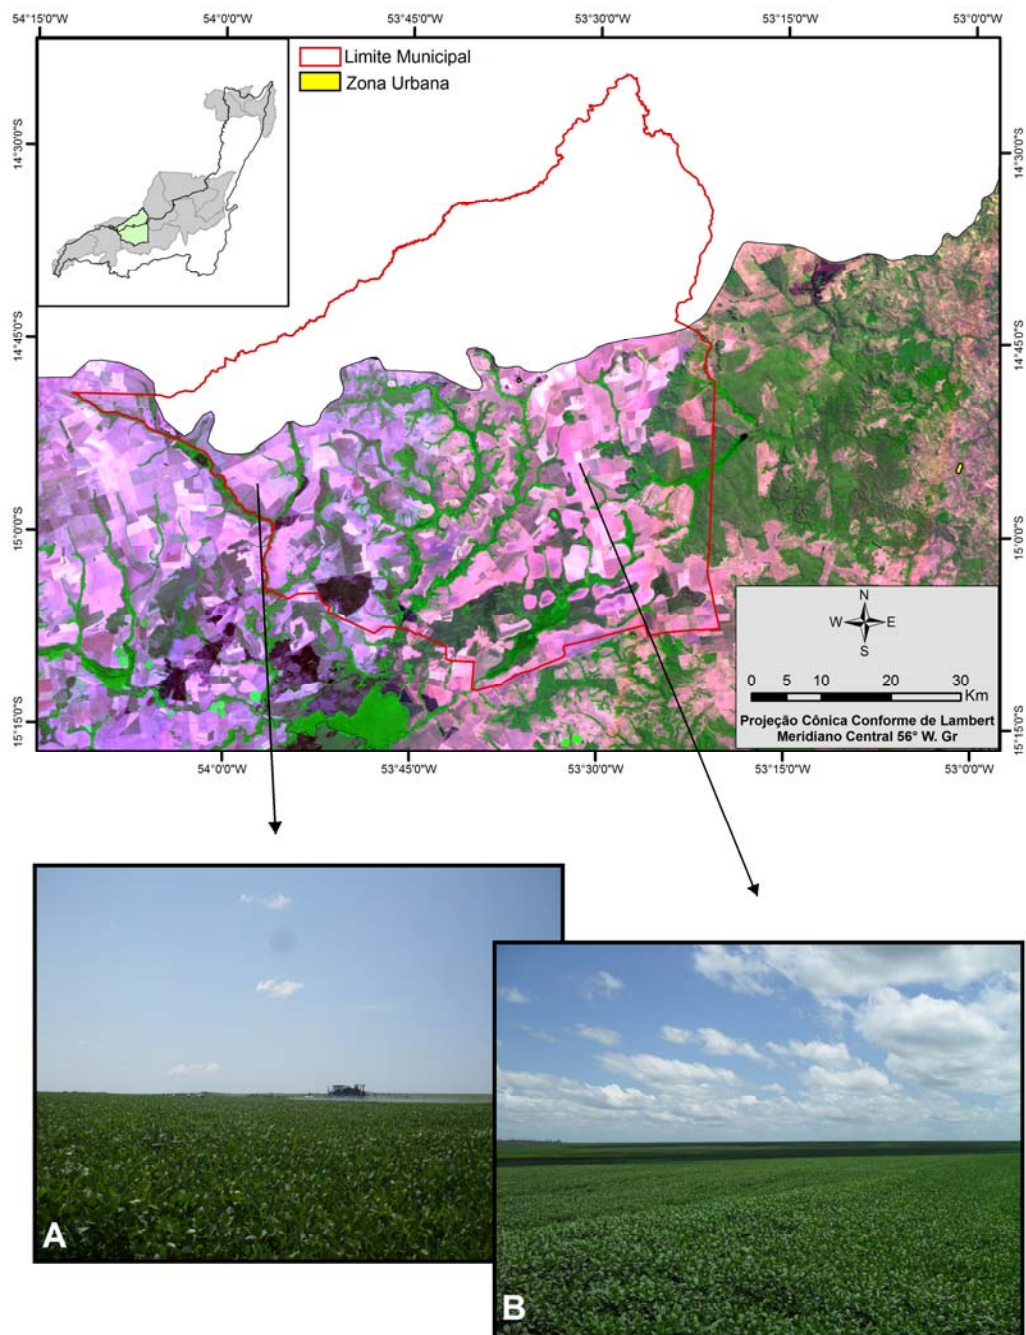 54°15'0"W 54°0'0"W 53°45'0"W 53°30'0"W 53°15'0"W 53°0'0"W
Limite Municipal
Zona Urbana
14°30'0"S 14°30'0"S
14°45'0"S 14°45'0"S
15°0'0"S 15°0'0"S
15°15'0"S 15°15'0"S
N
W E
S
0 5 10 20 30
Km
Projeção Cônica Conforme de Lambert
Meridiano Central 56° W. Gr
54°0'0"W 53°45'0"W 53°30'0"W 53°15'0"W 53°0'0"W
A
B